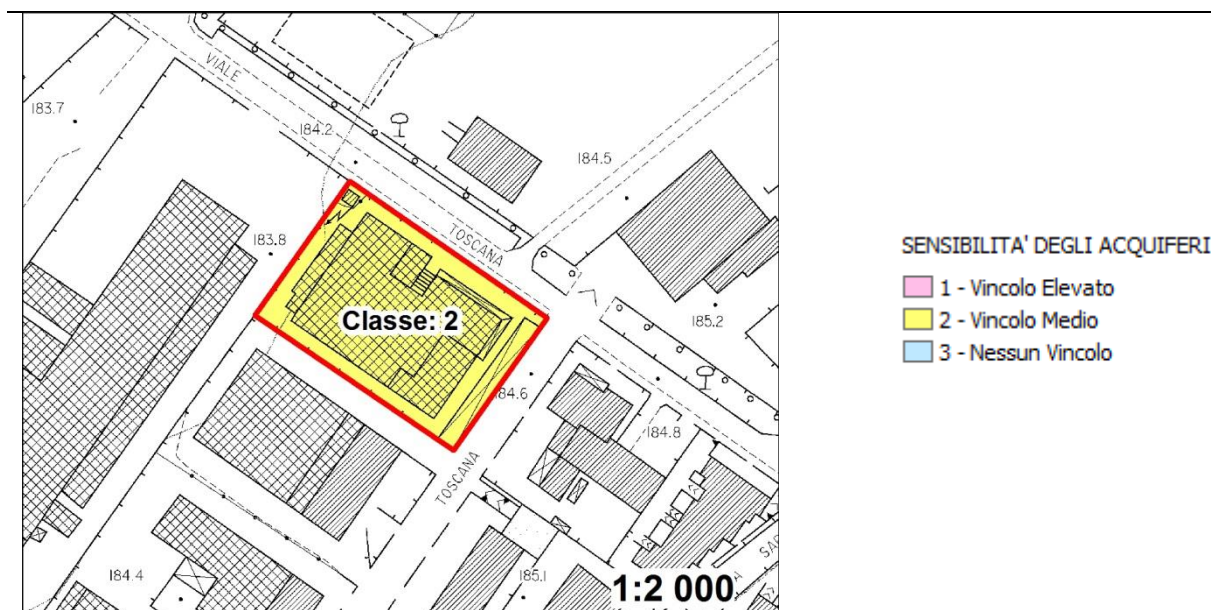 VIALE
183.7
184.2
184.5
TOSCANA
183.8
Classe: 2
185.2
184.6
184.8
TOSCANA
184.4
185.1
1:2 000
SENSIBILITA' DEGLI ACQUIFERI
1 - Vincolo Elevato
2 - Vincolo Medio
3 - Nessun Vincolo